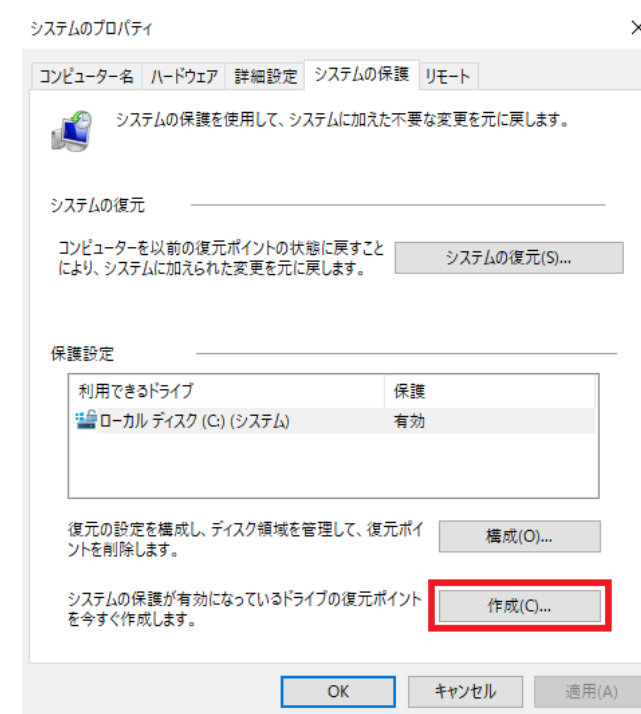 システムのプロパティ
コンピューター名 ハードウェア 詳細設定 システムの保護 リモート
システムの保護を使用して、システムに加えた不要な変更を元に戻します。
システムの復元
コンピューターを以前の復元ポイントの状態に戻すこと
により、システムに加えられた変更を元に戻します。
システムの復元(S)...
保護設定
利用できるドライブ 保護
ローカル ディスク (C:) (システム) 有効
復元の設定を構成し、ディスク領域を管理して、復元ポイ
ントを削除します。
構成(O)...
システムの保護が有効になっているドライブの復元ポイント
を今すぐ作成します。
作成(C)...
OK キャンセル 適用(A)